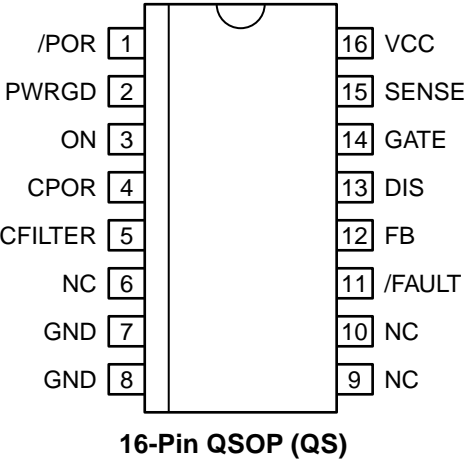 /POR 1 16 VCC
PWRGD 2 15 SENSE
ON 3 14 GATE
CPOR 4 13 DIS
CFILTER 5 12 FB
NC 6 11 /FAULT
GND 7 10 NC
GND 8 9 NC
16-Pin QSOP (QS)